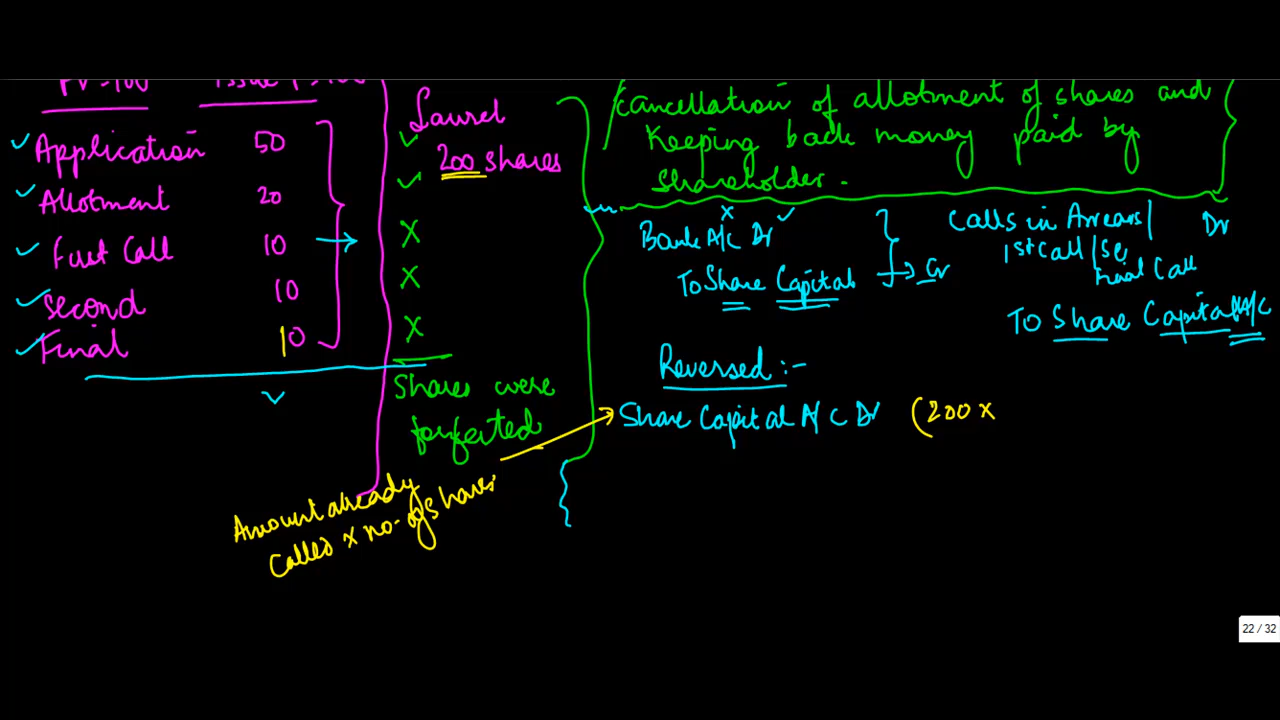 Application 50
Allotment 20
First Call 10
Second 10
Final 10
Laurel
200 shares
Shares were
forfeited
Amount already
Called x no. of shares
Cancellation of allotment of shares and
Keeping back money paid by
shareholder.
Bank A/c Dr
To Share Capital → Cr
Calls in Arrears / Dr
1st Call / Se
Final Call
To Share Capital A/C
Reversed :-
Share Capital A/C Dr (200 x
22 / 32